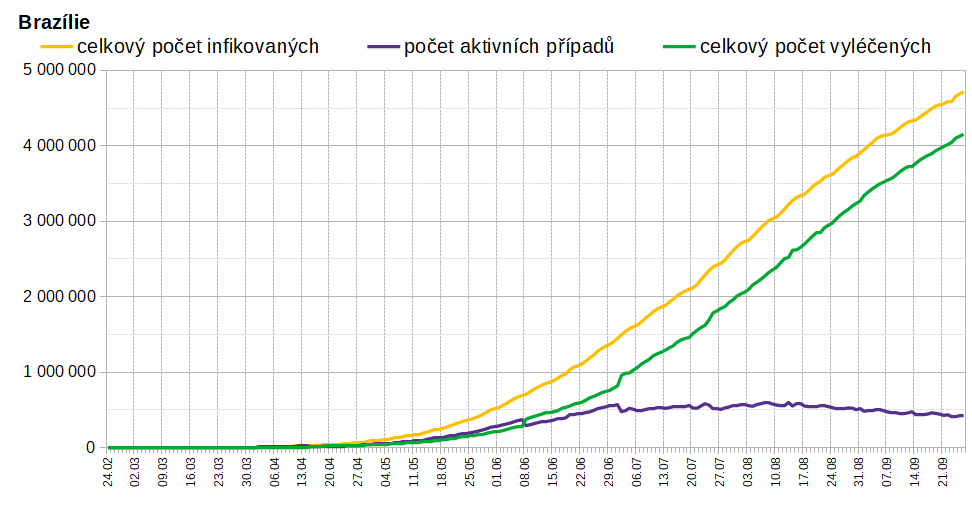 Brazílie
celkový počet infikovaných počet aktivních případů celkový počet vyléčených
5 000 000
4 000 000
3 000 000
2 000 000
1 000 000
0
24.02 02.03 09.03 16.03 23.03 30.03 06.04 13.04 20.04 27.04 04.05 11.05 18.05 25.05 01.06 08.06 15.06 22.06 29.06 06.07 13.07 20.07 27.07 03.08 10.08 17.08 24.08 31.08 07.09 14.09 21.09